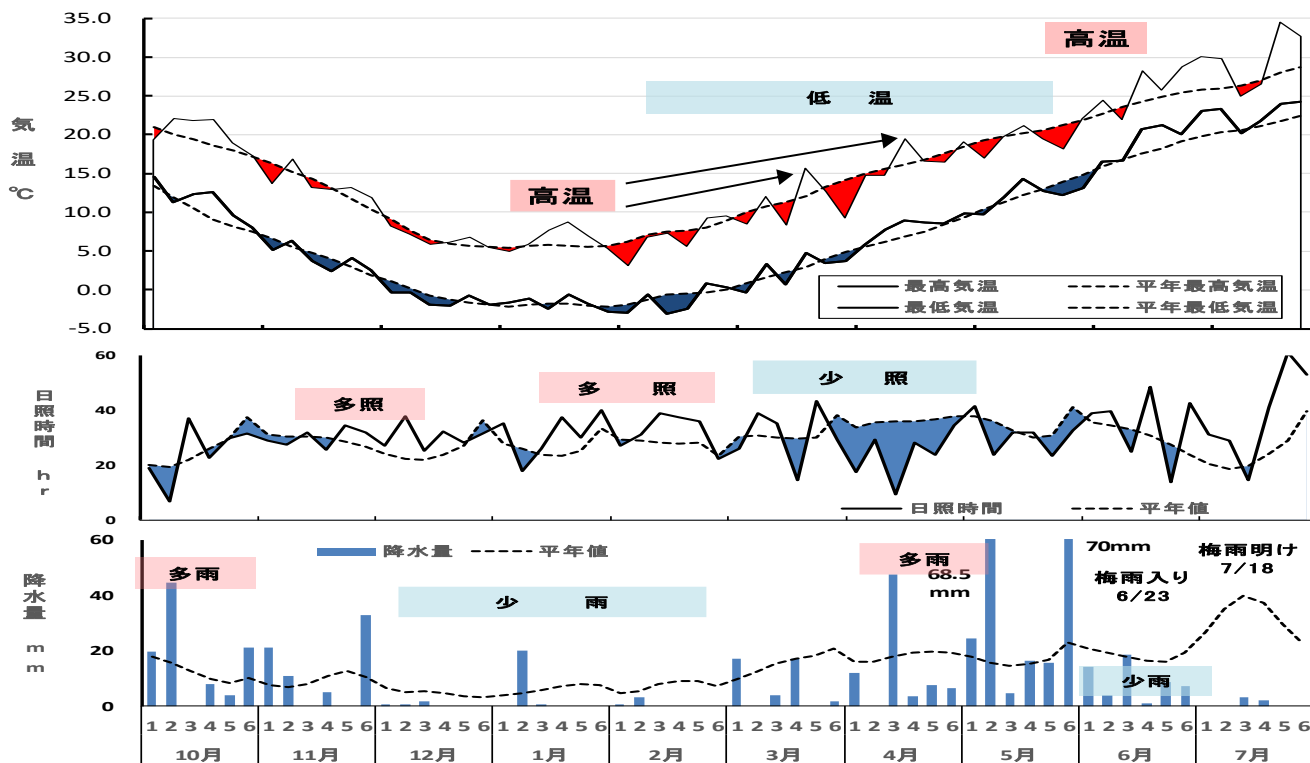 35.0
30.0
25.0
20.0
15.0
10.0
5.0
0.0
-5.0
気温 ℃
高温
低 温
高温
最高気温 平年最高気温
最低気温 平年最低気温
60
40
20
0
日照時間 hr
多照
多 照
少 照
日照時間 平年値
60
40
20
0
降水量 mm
降水量 平年値
多雨
少 雨
多雨
68.5
mm
70mm
梅雨入り
6/23
梅雨明け
7/18
少雨
1 2 3 4 5 6 1 2 3 4 5 6 1 2 3 4 5 6 1 2 3 4 5 6 1 2 3 4 5 6 1 2 3 4 5 6 1 2 3 4 5 6 1 2 3 4 5 6 1 2 3 4 5 6 1 2 3 4 5 6
10月 11月 12月 1月 2月 3月 4月 5月 6月 7月